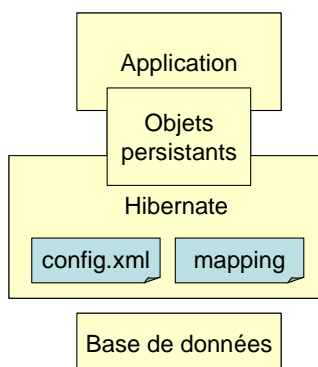 Application
Objets
persistants
Hibernate
config.xml mapping
Base de données